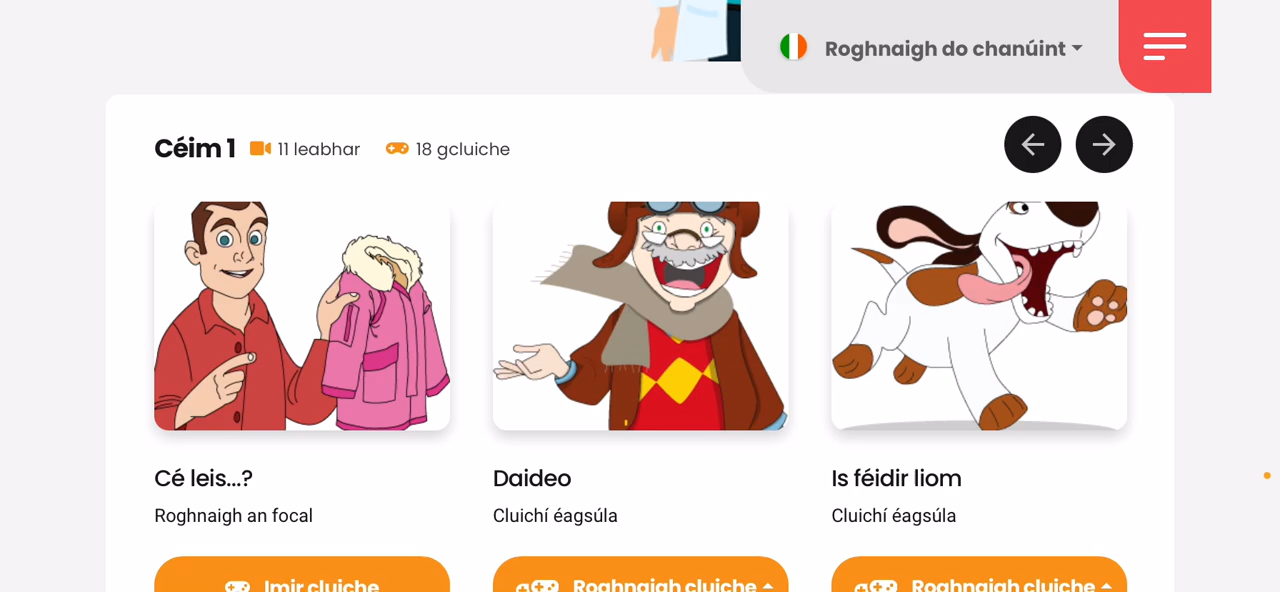 Roghnaigh do chanúint
Céim 1 11 leabhar 18 gcluiche
Cé leis...? Daideo Is féidir liom
Roghnaigh an focal Cluichí éagsúla Cluichí éagsúla
Imir cluiche Roghnaigh cluiche Roghnaigh cluiche